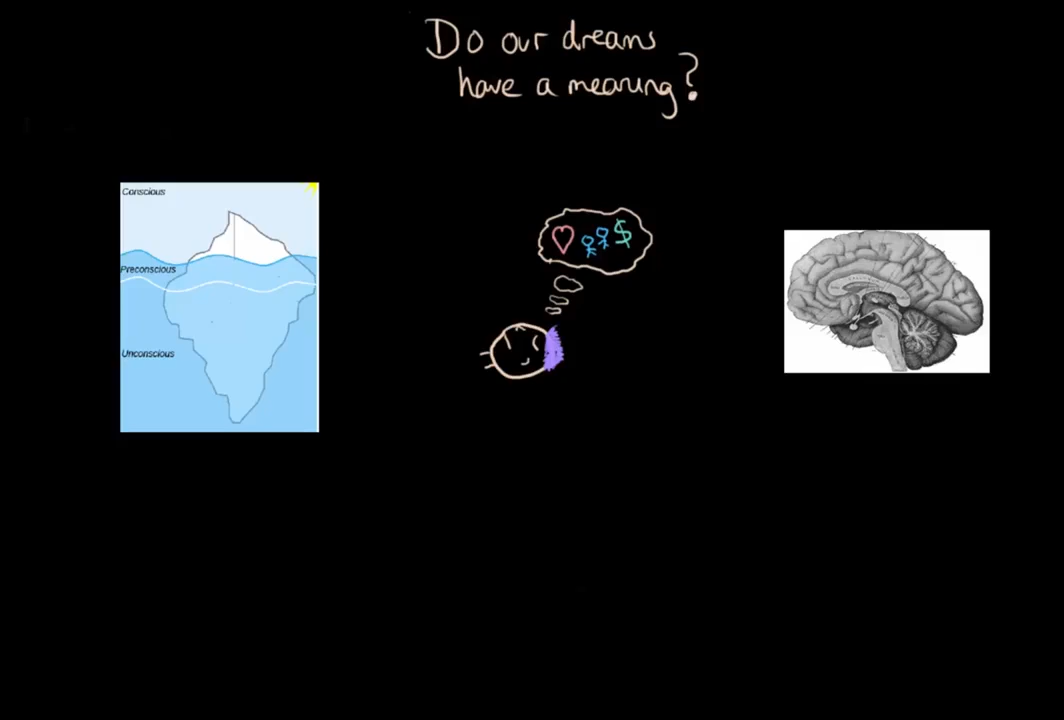 Do our dreams
have a meaning?
Conscious
Preconscious
Unconscious
$